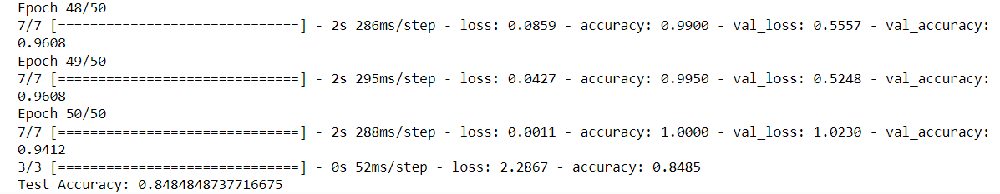 Epoch 48/50
7/7 [==============================] - 2s 286ms/step - loss: 0.0859 - accuracy: 0.9900 - val_loss: 0.5557 - val_accuracy:
0.9608
Epoch 49/50
7/7 [==============================] - 2s 295ms/step - loss: 0.0427 - accuracy: 0.9950 - val_loss: 0.5248 - val_accuracy:
0.9608
Epoch 50/50
7/7 [==============================] - 2s 288ms/step - loss: 0.0011 - accuracy: 1.0000 - val_loss: 1.0230 - val_accuracy:
0.9412
3/3 [==============================] - 0s 52ms/step - loss: 2.2867 - accuracy: 0.8485
Test Accuracy: 0.8484848737716675